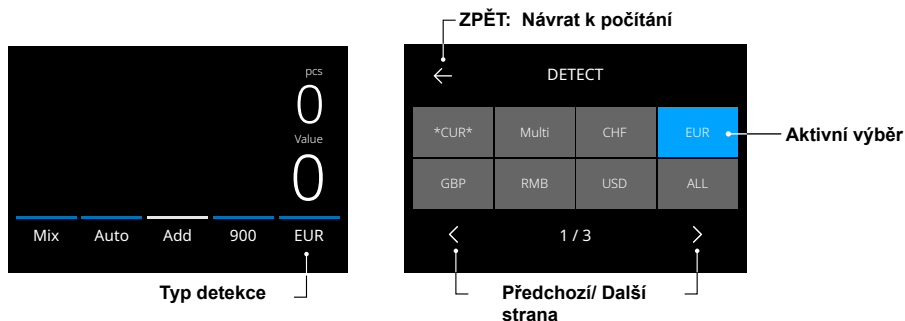 ZPĚT: Návrat k počítání
pcs
0
Value
0
Mix Auto Add 900 EUR
Typ detekce
DETECT
*CUR* Multi CHF EUR
Aktivní výběr
GBP RMB USD ALL
1 / 3
Předchozí/ Další
strana